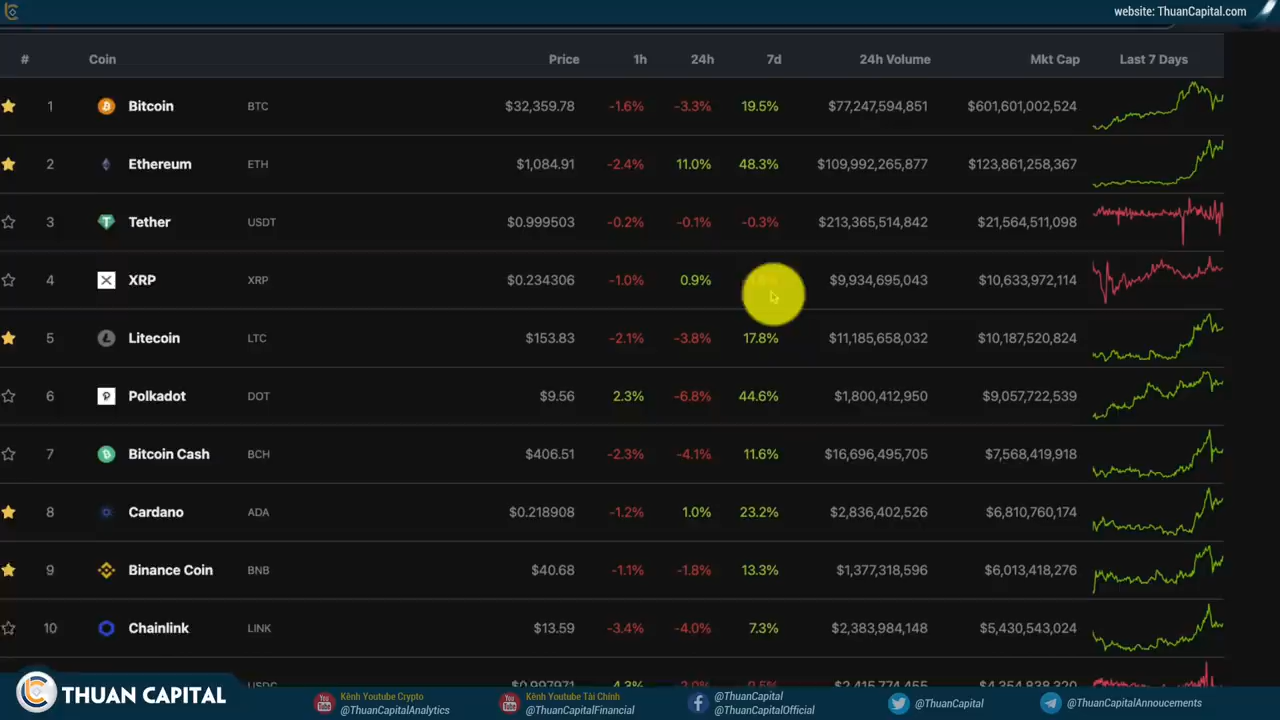 website: ThuanCapital.com
# Coin Price 1h 24h 7d 24h Volume Mkt Cap Last 7 Days
1 Bitcoin BTC $32,359.78 -1.6% -3.3% 19.5% $77,247,594,851 $601,601,002,524
2 Ethereum ETH $1,084.91 -2.4% 11.0% 48.3% $109,992,265,877 $123,861,258,367
3 Tether USDT $0.999503 -0.2% -0.1% -0.3% $213,365,514,842 $21,564,511,098
4 XRP XRP $0.234306 -1.0% 0.9% $9,934,695,043 $10,633,972,114
5 Litecoin LTC $153.83 -2.1% -3.8% 17.8% $11,185,658,032 $10,187,520,824
6 Polkadot DOT $9.56 2.3% -6.8% 44.6% $1,800,412,950 $9,057,722,539
7 Bitcoin Cash BCH $406.51 -2.3% -4.1% 11.6% $16,696,495,705 $7,568,419,918
8 Cardano ADA $0.218908 -1.2% 1.0% 23.2% $2,836,402,526 $6,810,760,174
9 Binance Coin BNB $40.68 -1.1% -1.8% 13.3% $1,377,318,596 $6,013,418,276
10 Chainlink LINK $13.59 -3.4% -4.0% 7.3% $2,383,984,148 $5,430,543,024
THUAN CAPITAL
Kênh Youtube Crypto
@ThuanCapitalAnalytics
Kênh Youtube Tài Chính
@ThuanCapitalFinancial
@ThuanCapital
@ThuanCapitalOfficial
@ThuanCapital
@ThuanCapitalAnnoucements